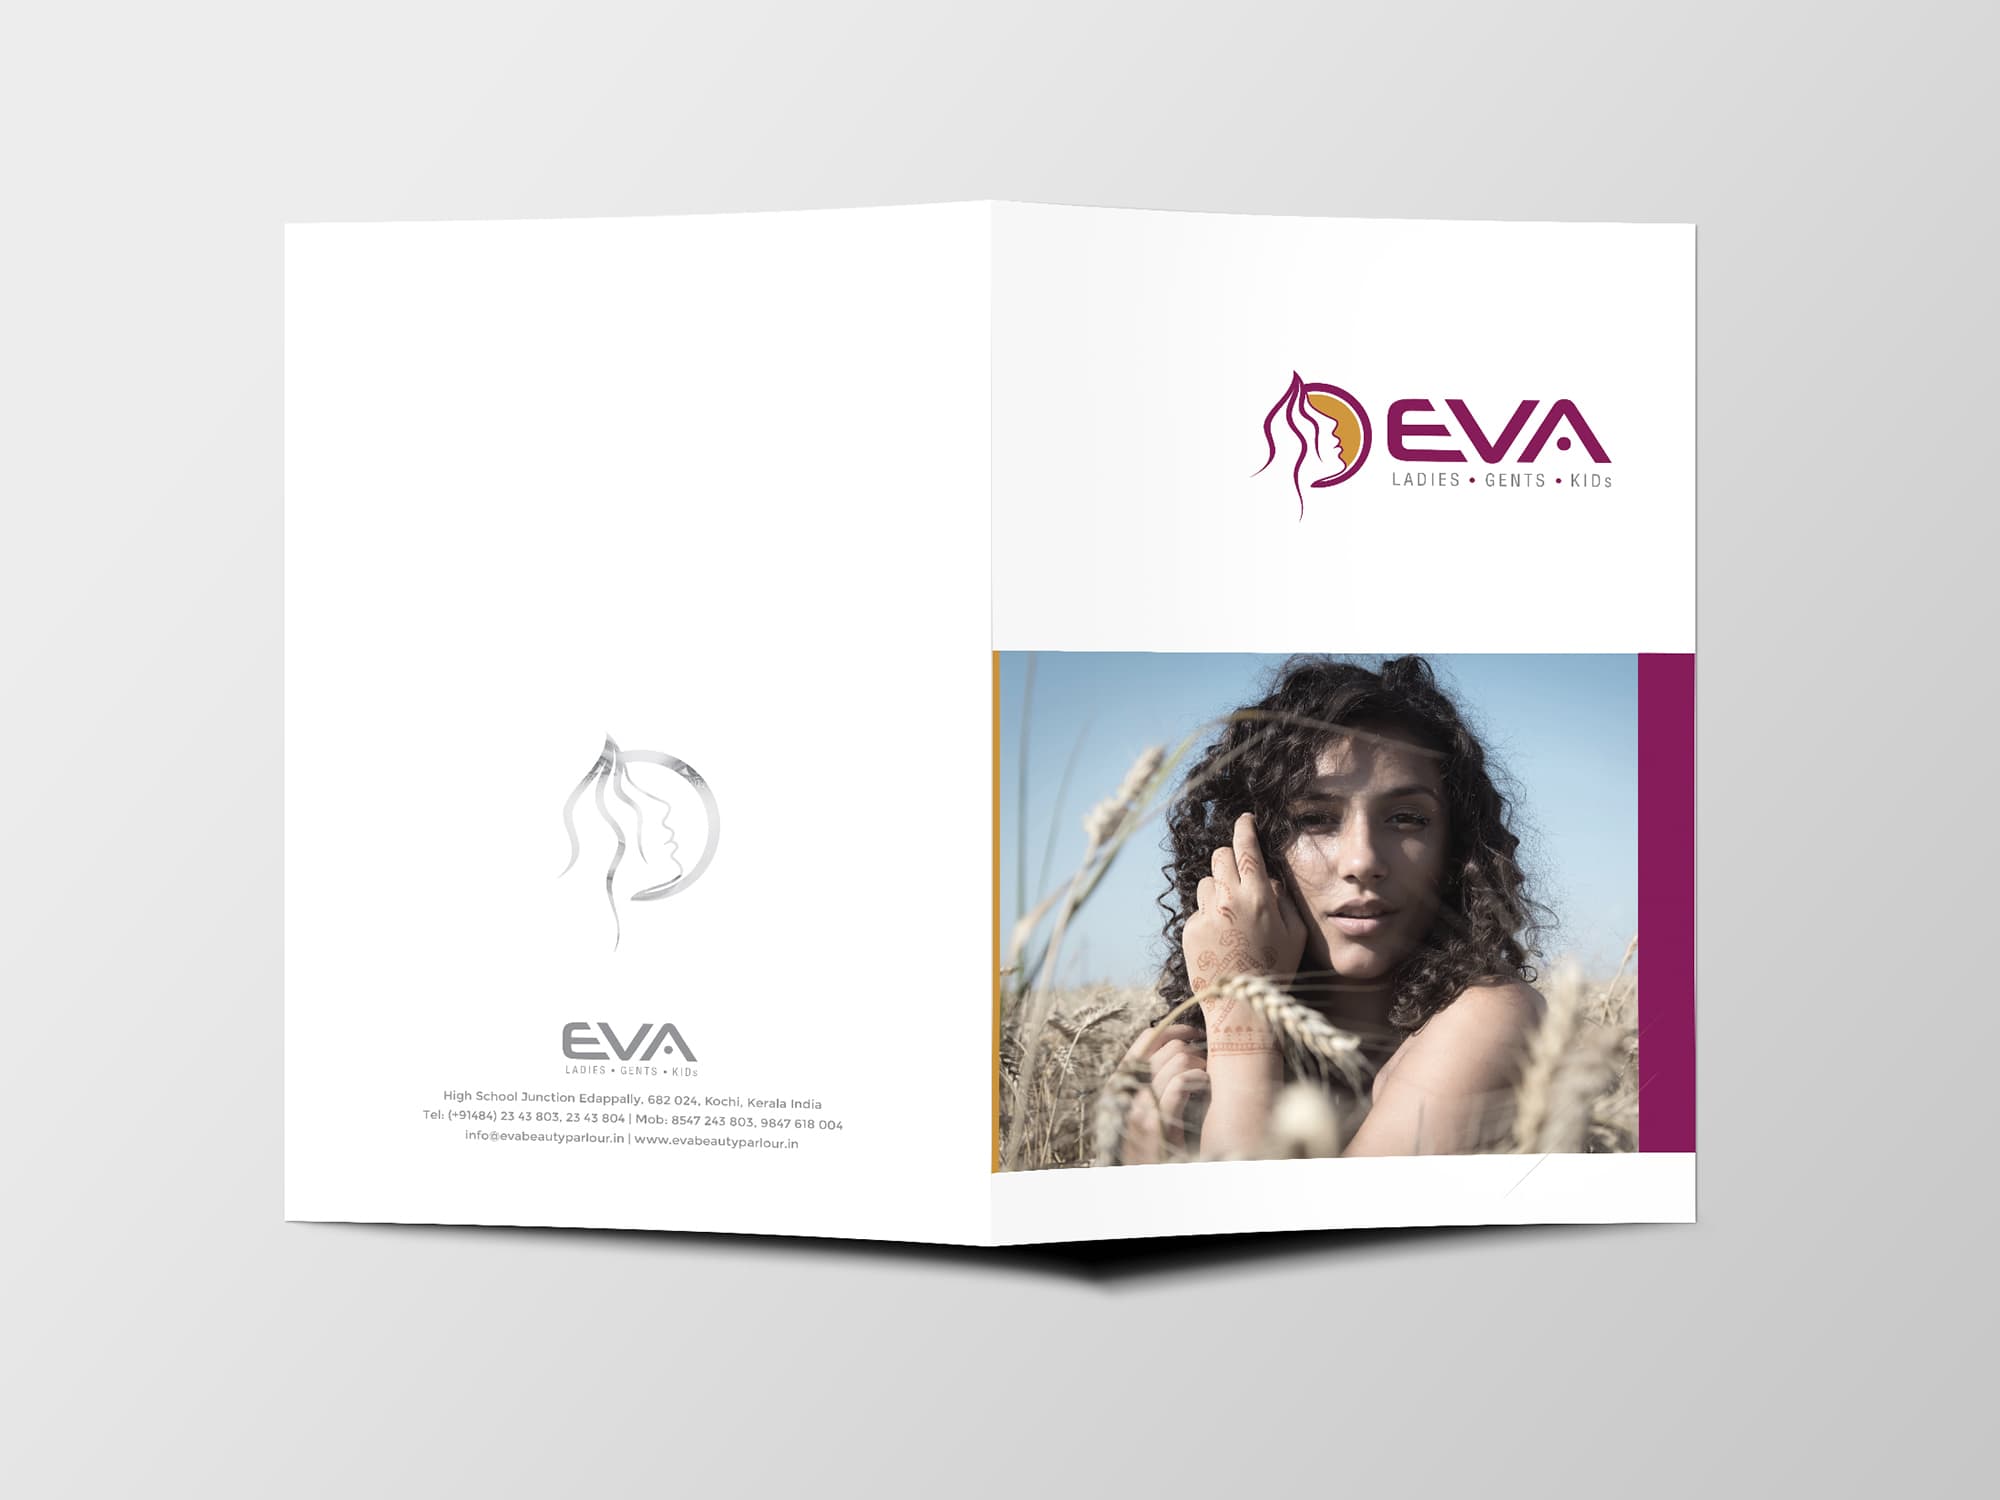 EVA
LADIES • GENTS • KIDs
High School Junction Edappally. 682 024, Kochi, Kerala India
Tel: (+91484) 23 43 803, 23 43 804 | Mob: 8547 243 803, 9847 618 004
info@evabeautyparlour.in | www.evabeautyparlour.in
EVA
LADIES • GENTS • KIDs